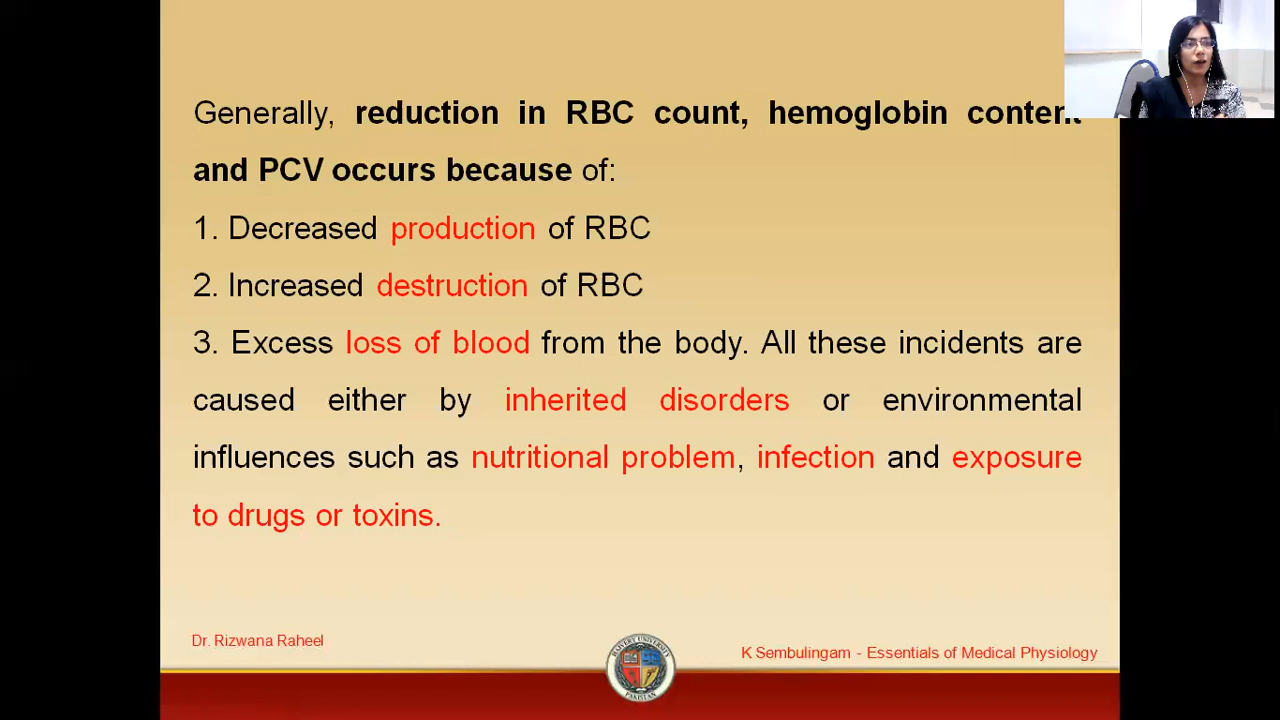 Generally, reduction in RBC count, hemoglobin content
and PCV occurs because of:
1. Decreased production of RBC
2. Increased destruction of RBC
3. Excess loss of blood from the body. All these incidents are
caused either by inherited disorders or environmental
influences such as nutritional problem, infection and exposure
to drugs or toxins.
Dr. Rizwana Raheel
K Sembulingam - Essentials of Medical Physiology
UNIVERSITY
PAKISTAN